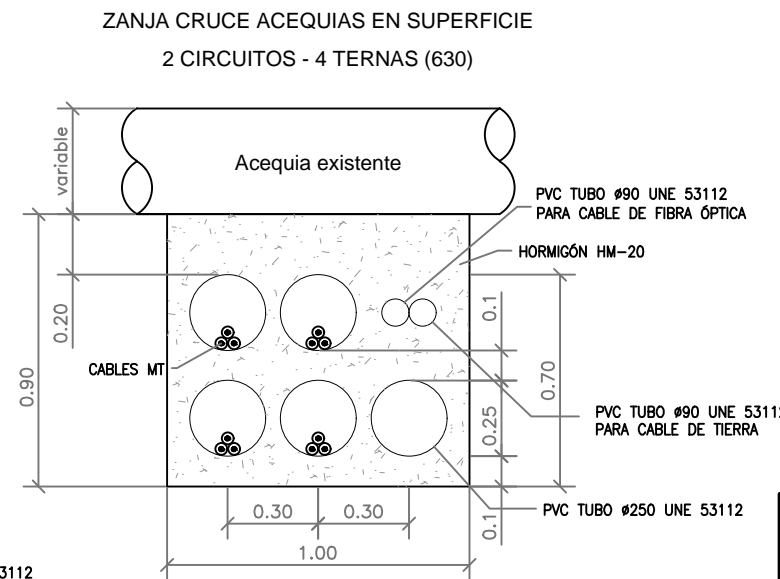 ZANJA CRUCE ACEQUIAS EN SUPERFICIE
2 CIRCUITOS - 4 TERNAS (630)
variable
Acequia existente
PVC TUBO ø90 UNE 53112
PARA CABLE DE FIBRA ÓPTICA
HORMIGÓN HM-20
0.20
0.1
CABLES MT
0.90
0.70
0.25
PVC TUBO ø90 UNE 53112
PARA CABLE DE TIERRA
0.30
0.30
0.1
PVC TUBO ø250 UNE 53112
1.00
3112